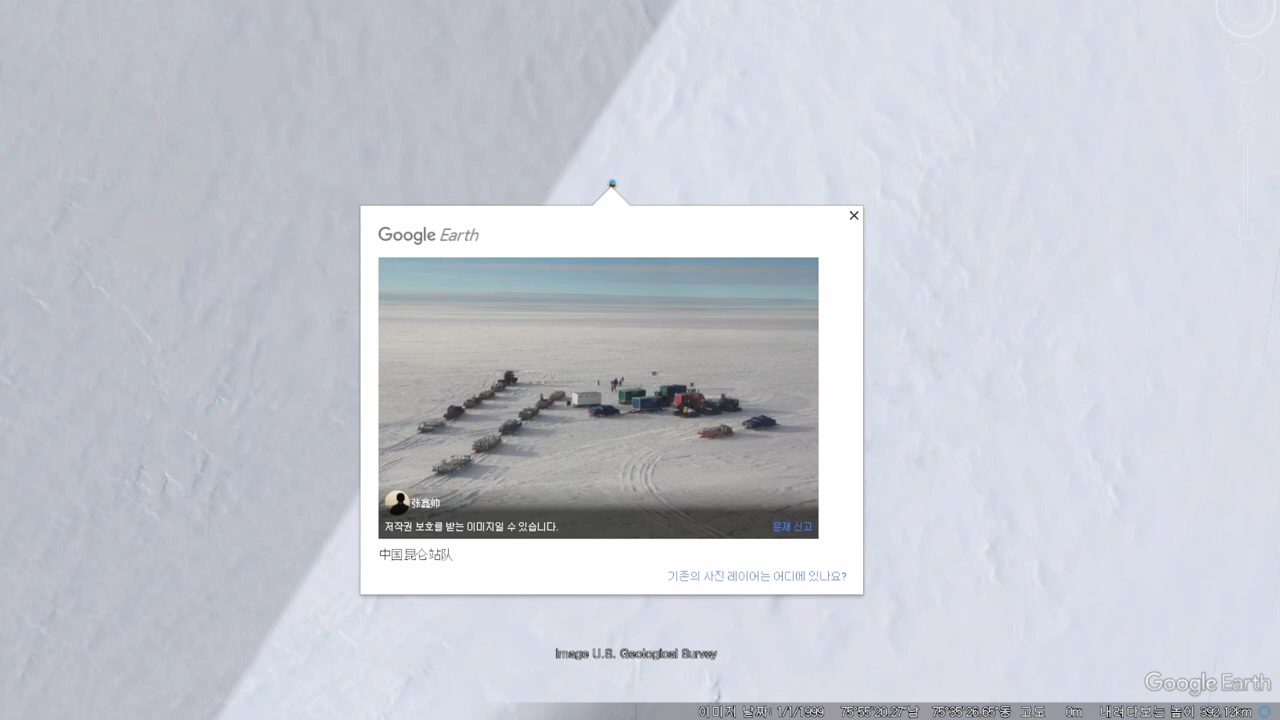 Google Earth
张鑫帅
저작권 보호를 받는 이미지일 수 있습니다.
문제 신고
中国昆仑站队
기존의 사진 레이어는 어디에 있나요?
Image U.S. Geological Survey
Google Earth
이미지 날짜: 1/1/1999 75°55'20.27"남 75°35'26.65"동 고도 0m 내려다보는 높이 392.12km